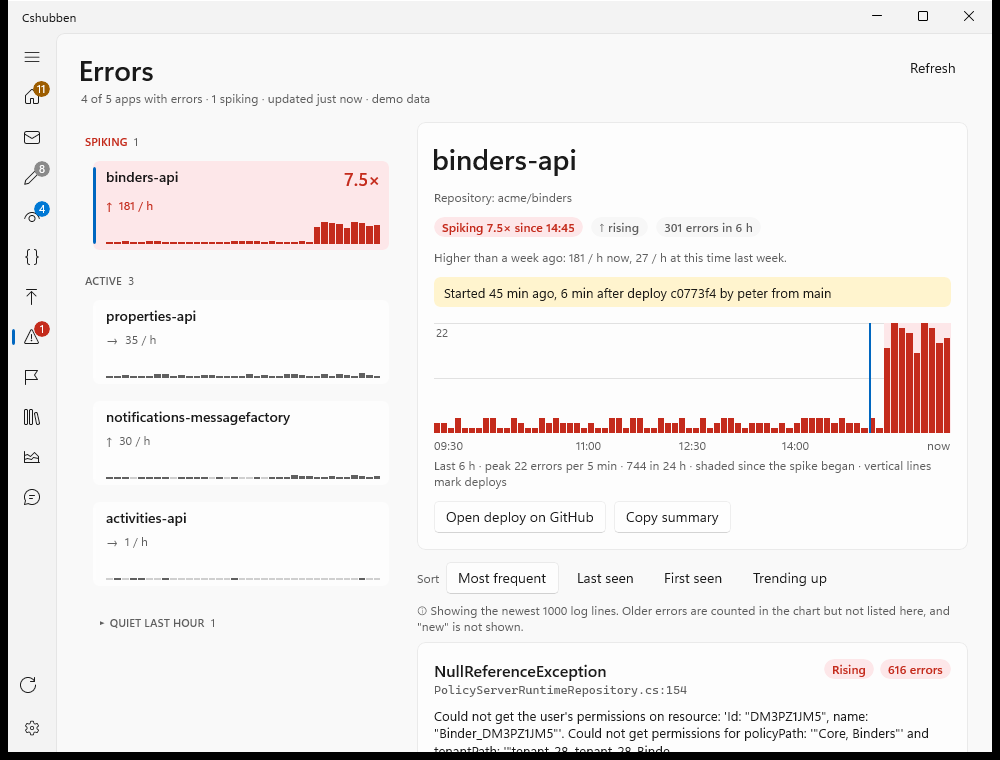 Cshubben
11
8
4
1
Errors
4 of 5 apps with errors · 1 spiking · updated just now · demo data
Refresh
SPIKING 1
binders-api
7.5×
↑ 181 / h
ACTIVE 3
properties-api
→ 35 / h
notifications-messagefactory
↑ 30 / h
activities-api
→ 1 / h
▸ QUIET LAST HOUR 1
binders-api
Repository: acme/binders
Spiking 7.5× since 14:45
↑ rising
301 errors in 6 h
Higher than a week ago: 181 / h now, 27 / h at this time last week.
Started 45 min ago, 6 min after deploy c0773f4 by peter from main
22
09:30 11:00 12:30 14:00 now
Last 6 h · peak 22 errors per 5 min · 744 in 24 h · shaded since the spike began · vertical lines
mark deploys
Open deploy on GitHub
Copy summary
Sort Most frequent Last seen First seen Trending up
ⓘ Showing the newest 1000 log lines. Older errors are counted in the chart but not listed here, and
"new" is not shown.
NullReferenceException
Rising
616 errors
PolicyServerRuntimeRepository.cs:154
Could not get the user's permissions on resource: 'Id: "DM3PZ1JM5", name:
"Binder_DM3PZ1JM5"'. Could not get permissions for policyPath: '"Core, Binders"' and
tenantPath: '"tenant_28, tenant_28_Binde